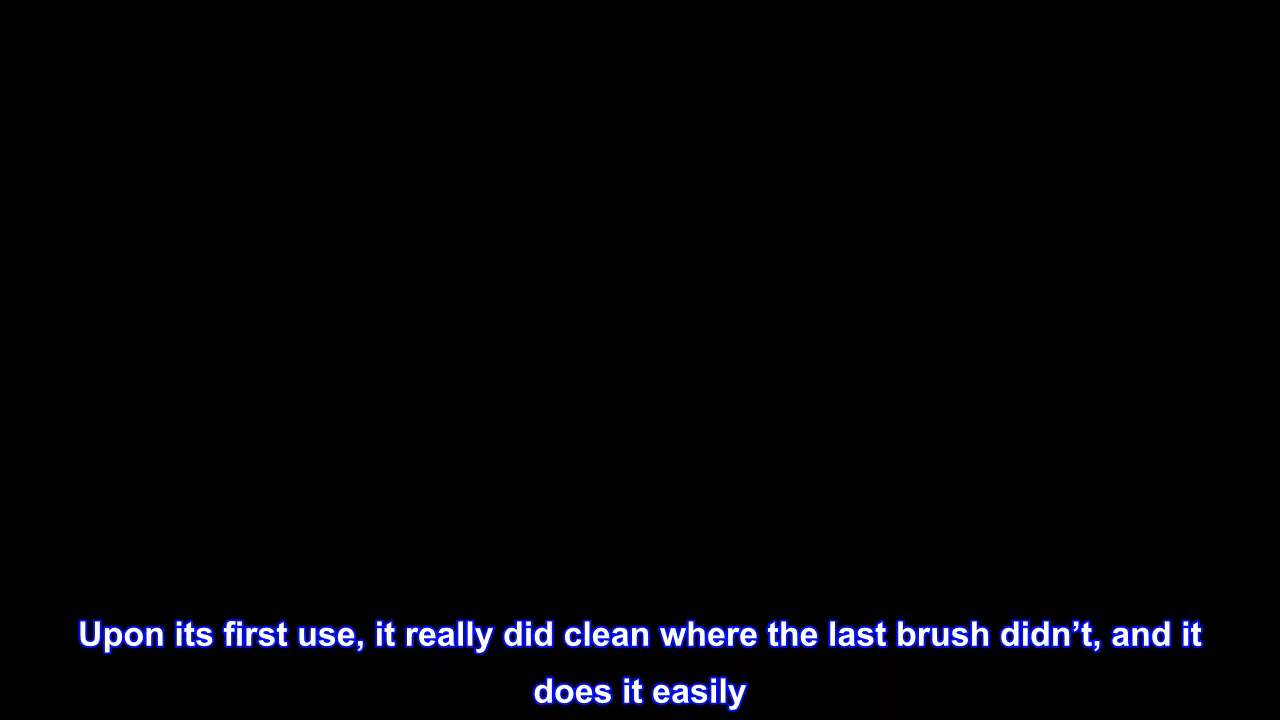 Upon its first use, it really did clean where the last brush didn’t, and it
does it easily